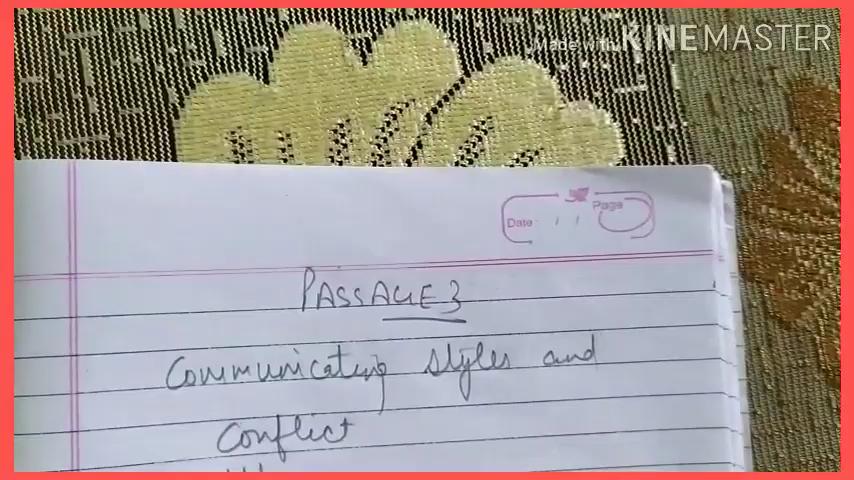 Made with KINEMASTER
Date
Page
PASSAGE 3
Communicating styles and
Conflict